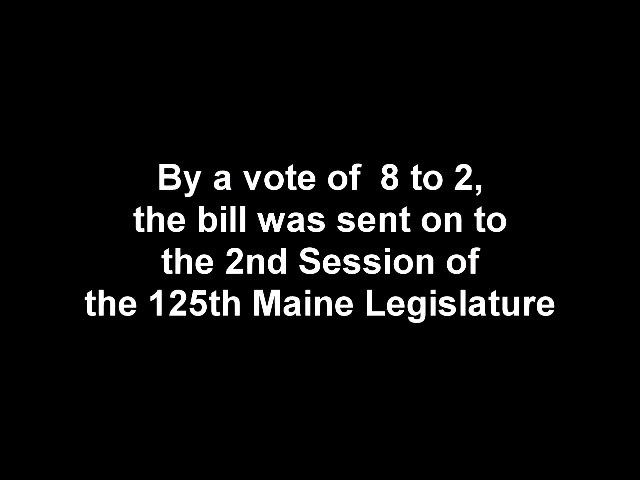 By a vote of  8 to 2,
the bill was sent on to
the 2nd Session of
the 125th Maine Legislature